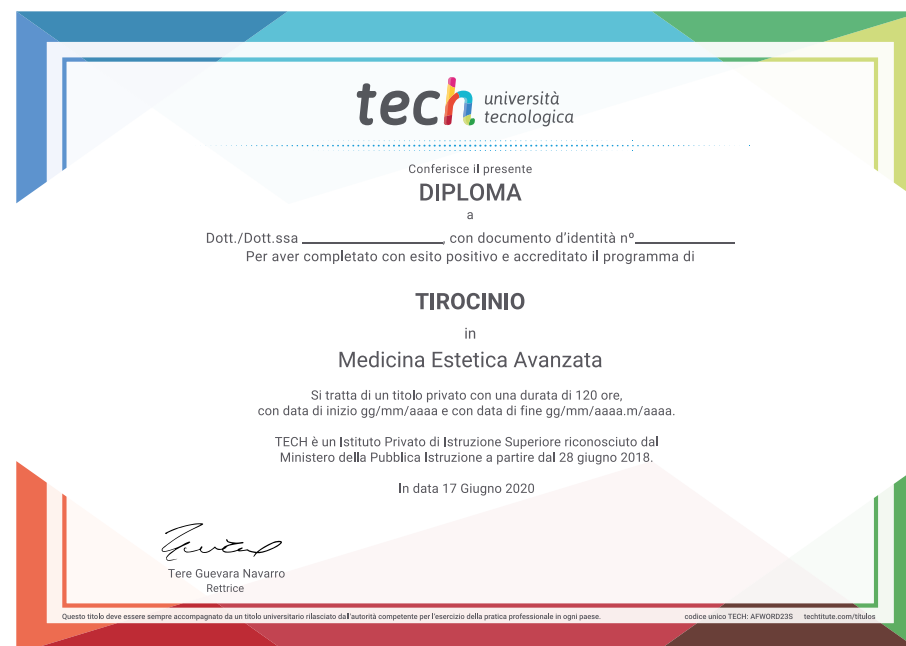 tech università
tecnologica
Conferisce il presente
DIPLOMA
a
Dott./Dott.ssa ____________________, con documento d'identità nº______________
Per aver completato con esito positivo e accreditato il programma di
TIROCINIO
in
Medicina Estetica Avanzata
Si tratta di un titolo privato con una durata di 120 ore,
con data di inizio gg/mm/aaaa e con data di fine gg/mm/aaaa.m/aaaa.
TECH è un Istituto Privato di Istruzione Superiore riconosciuto dal
Ministero della Pubblica Istruzione a partire dal 28 giugno 2018.
In data 17 Giugno 2020
Tere Guevara Navarro
Rettrice
Questo titolo deve essere sempre accompagnato da un titolo universitario rilasciato dall'autorità competente per l'esercizio della pratica professionale in ogni paese. codice unico TECH: AFWORD23S techtitute.com/titulos